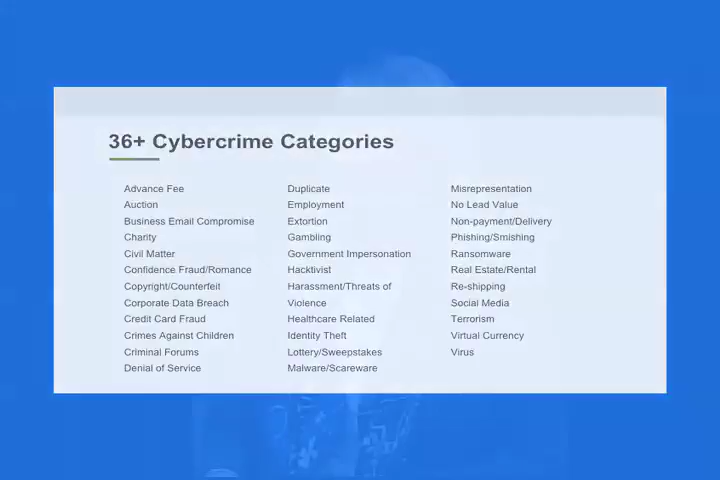 36+ Cybercrime Categories
Advance Fee
Auction
Business Email Compromise
Charity
Civil Matter
Confidence Fraud/Romance
Copyright/Counterfeit
Corporate Data Breach
Credit Card Fraud
Crimes Against Children
Criminal Forums
Denial of Service
Duplicate
Employment
Extortion
Gambling
Government Impersonation
Hacktivist
Harassment/Threats of
Violence
Healthcare Related
Identity Theft
Lottery/Sweepstakes
Malware/Scareware
Misrepresentation
No Lead Value
Non-payment/Delivery
Phishing/Smishing
Ransomware
Real Estate/Rental
Re-shipping
Social Media
Terrorism
Virtual Currency
Virus